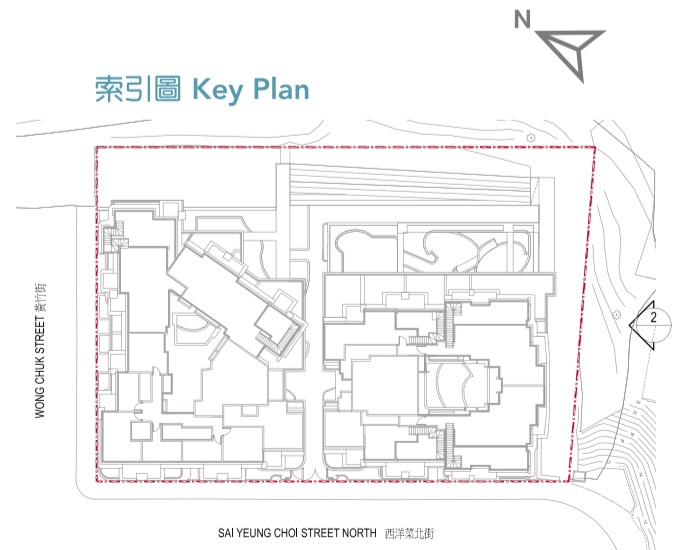 N
索引圖 Key Plan
WONG CHUK STREET 黃竹街
2
SAI YEUNG CHOI STREET NORTH 西洋菜北街